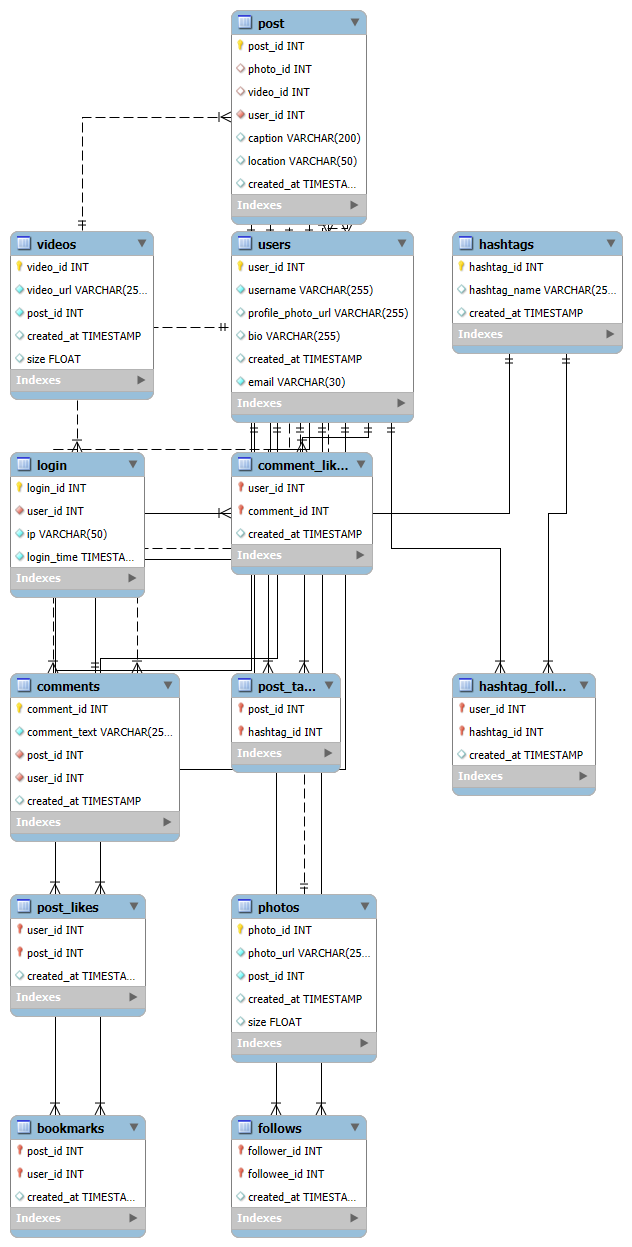 post
post_id INT
photo_id INT
video_id INT
user_id INT
caption VARCHAR(200)
location VARCHAR(50)
created_at TIMESTA...
Indexes
videos
video_id INT
video_url VARCHAR(25...
post_id INT
created_at TIMESTAMP
size FLOAT
Indexes
users
user_id INT
username VARCHAR(255)
profile_photo_url VARCHAR(255)
bio VARCHAR(255)
created_at TIMESTAMP
email VARCHAR(30)
Indexes
hashtags
hashtag_id INT
hashtag_name VARCHAR(25...
created_at TIMESTAMP
Indexes
login
login_id INT
user_id INT
ip VARCHAR(50)
login_time TIMESTA...
Indexes
comment_lik...
user_id INT
comment_id INT
created_at TIMESTAMP
Indexes
comments
comment_id INT
comment_text VARCHAR(25...
post_id INT
user_id INT
created_at TIMESTAMP
Indexes
post_ta...
post_id INT
hashtag_id INT
Indexes
hashtag_foll...
user_id INT
hashtag_id INT
created_at TIMESTAMP
Indexes
post_likes
user_id INT
post_id INT
created_at TIMESTA...
Indexes
photos
photo_id INT
photo_url VARCHAR(25...
post_id INT
created_at TIMESTAMP
size FLOAT
Indexes
bookmarks
post_id INT
user_id INT
created_at TIMESTA...
Indexes
follows
follower_id INT
followee_id INT
created_at TIMESTA...
Indexes